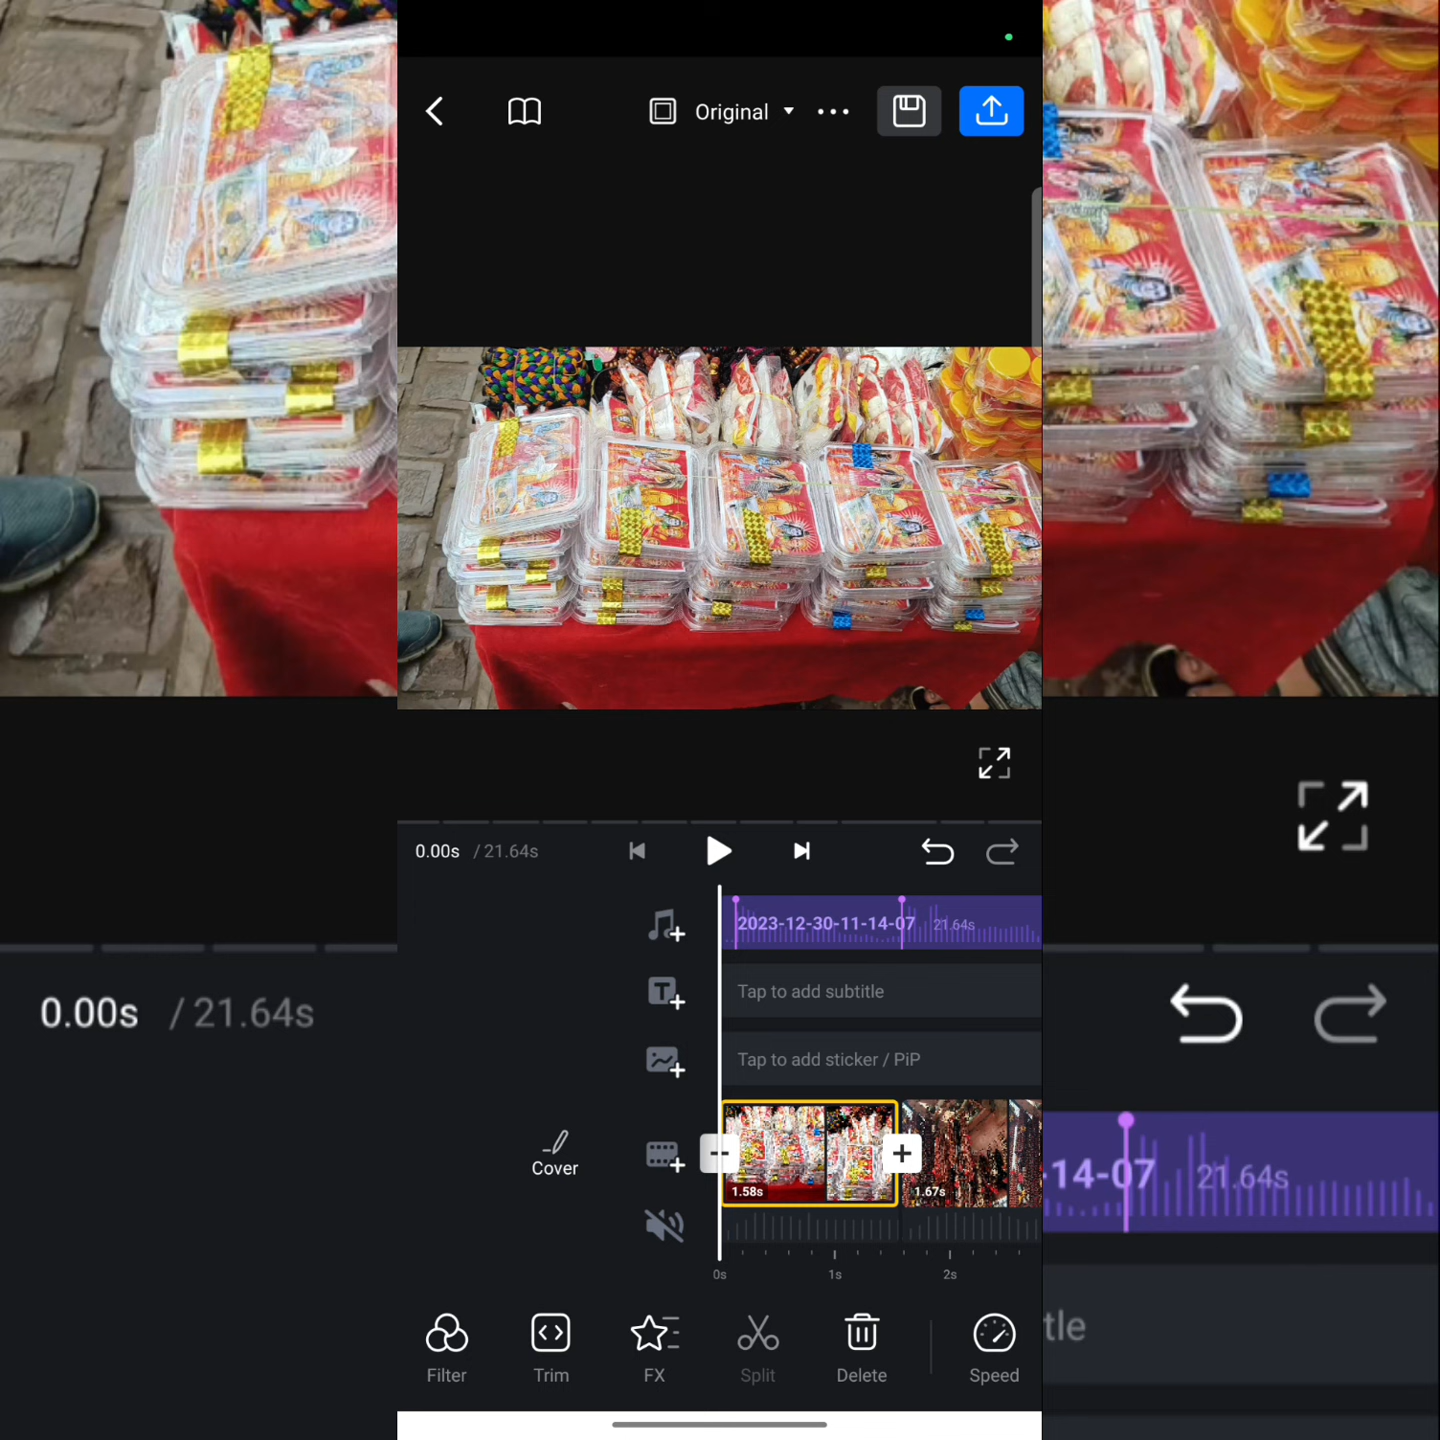 Original
0.00s / 21.64s
2023-12-30-11-14-07 21.64s
Tap to add subtitle
Tap to add sticker / PiP
Cover
1.58s
1.67s
0s 1s 2s
Filter Trim FX Split Delete Speed
0.00s / 21.64s
-14-07 21.64s
tle